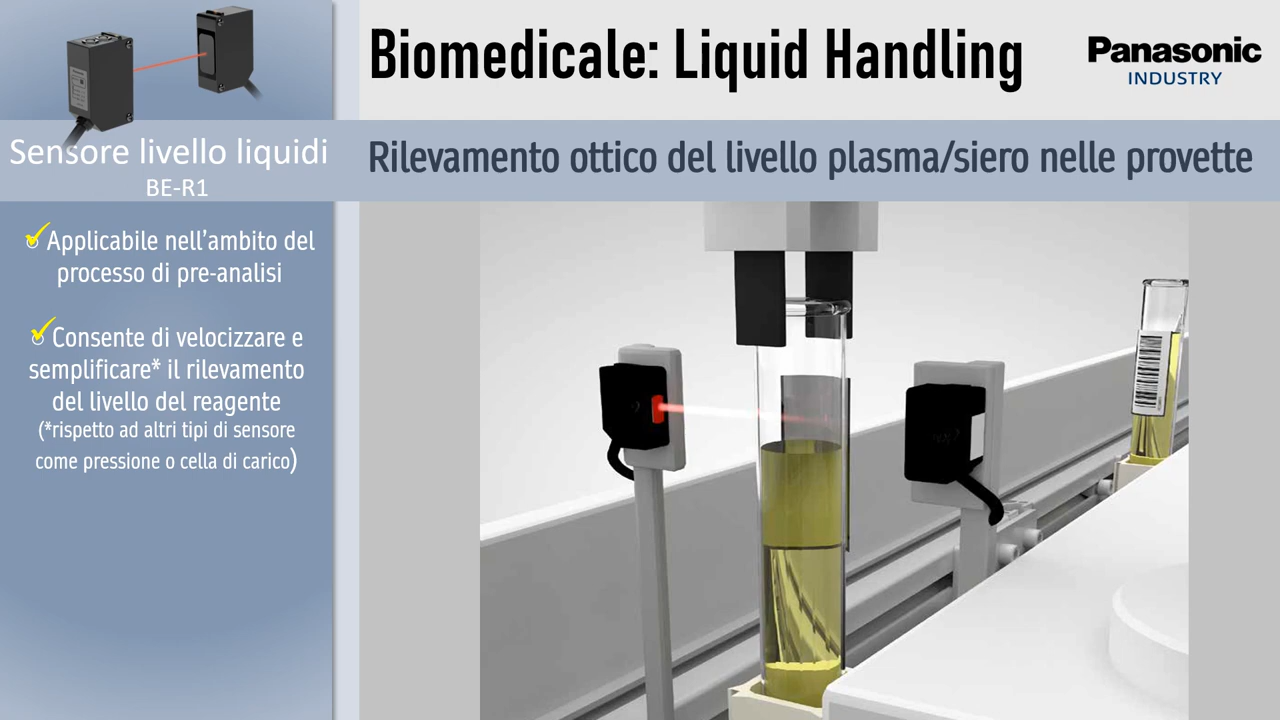 Biomedicale: Liquid Handling
Panasonic
INDUSTRY
Sensore livello liquidi
BE-R1
Rilevamento ottico del livello plasma/siero nelle provette
Applicabile nell'ambito del
processo di pre-analisi
Consente di velocizzare e
semplificare* il rilevamento
del livello del reagente
(*rispetto ad altri tipi di sensore
come pressione o cella di carico)